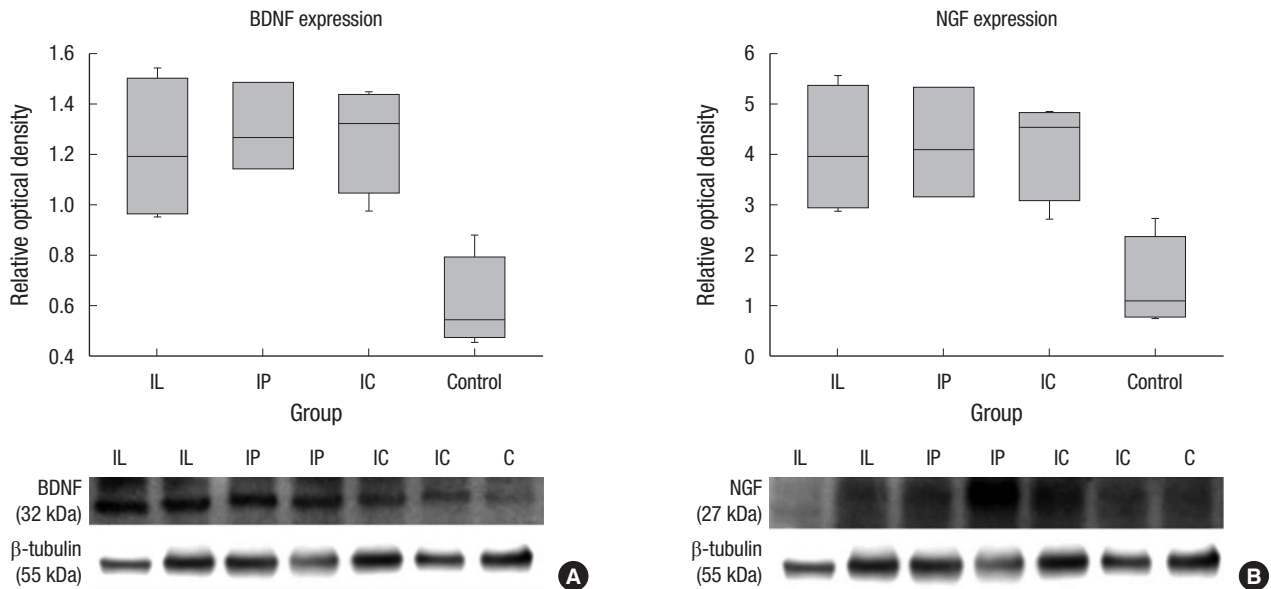 BDNF expression
Relative optical density
1.6
1.4
1.2
1.0
0.8
0.6
0.4
IL IP IC Control
Group
IL IL IP IP IC IC C
BDNF
(32 kDa)
β-tubulin
(55 kDa)
A
NGF expression
Relative optical density
6
5
4
3
2
1
0
IL IP IC Control
Group
IL IL IP IP IC IC C
NGF
(27 kDa)
β-tubulin
(55 kDa)
B